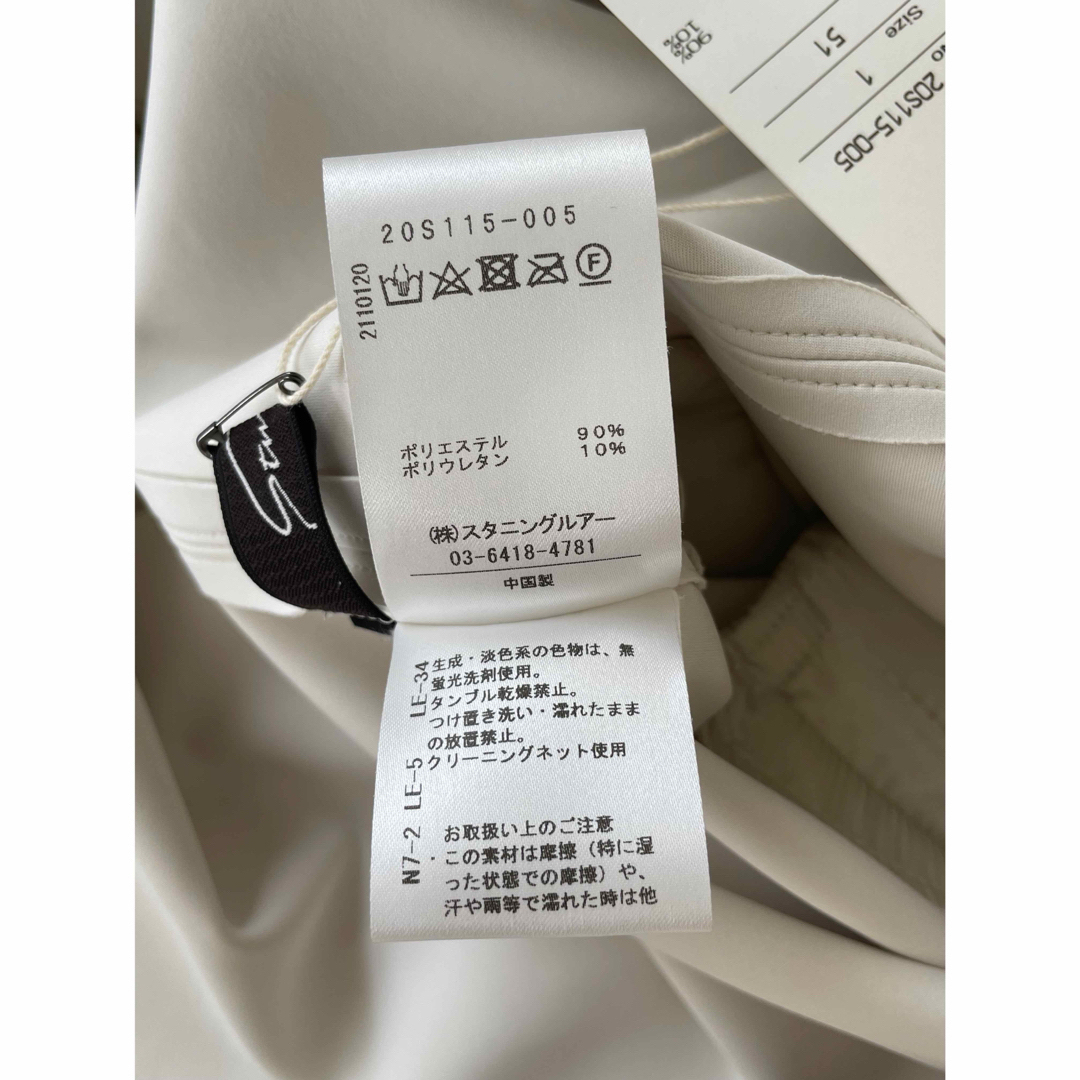 No 20S115-005
Size 1
51
90%
10%
20S115-005
2110120
F
ポリエステル 90%
ポリウレタン 10%
(株)スタニングルアー
03-6418-4781
中国製
生成・淡色系の色物は、無
蛍光洗剤使用。
タンブル乾燥禁止。
つけ置き洗い・濡れたまま
の放置禁止。
クリーニングネット使用
N7-2 LE-5 LE-34
お取扱い上のご注意
・この素材は摩擦(特に湿
った状態での摩擦)や、
汗や雨等で濡れた時は他